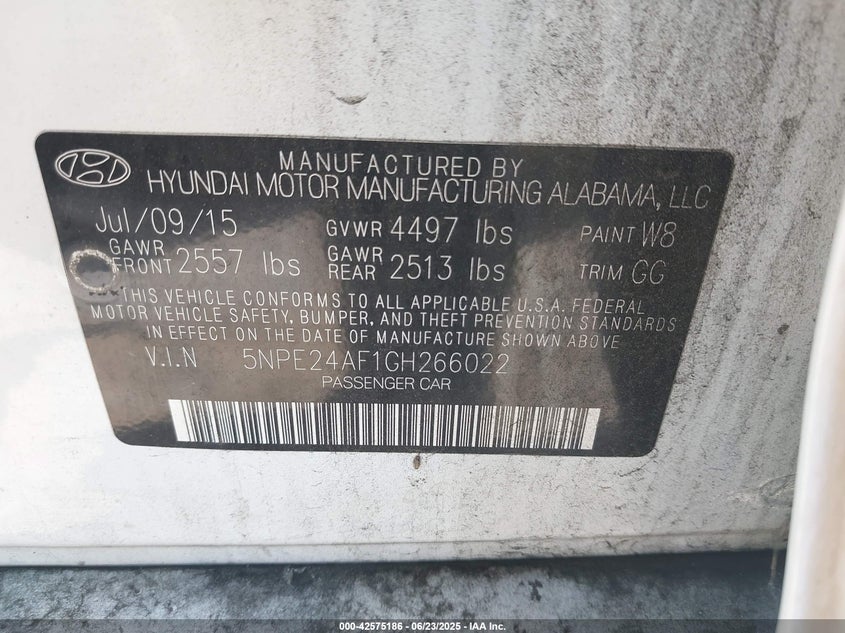 MANUFACTURED BY
HYUNDAI MOTOR MANUFACTURING ALABAMA, LLC
Jul/09/15 GVWR 4497 lbs PAINT W8
GAWR FRONT 2557 lbs GAWR REAR 2513 lbs TRIM GG
THIS VEHICLE CONFORMS TO ALL APPLICABLE U.S.A. FEDERAL
MOTOR VEHICLE SAFETY, BUMPER, AND THEFT PREVENTION STANDARDS
IN EFFECT ON THE DATE OF MANUFACTURE SHOWN ABOVE.
V.I.N 5NPE24AF1GH266022
PASSENGER CAR
000-42575186 - 06/23/2025 - IAA Inc.